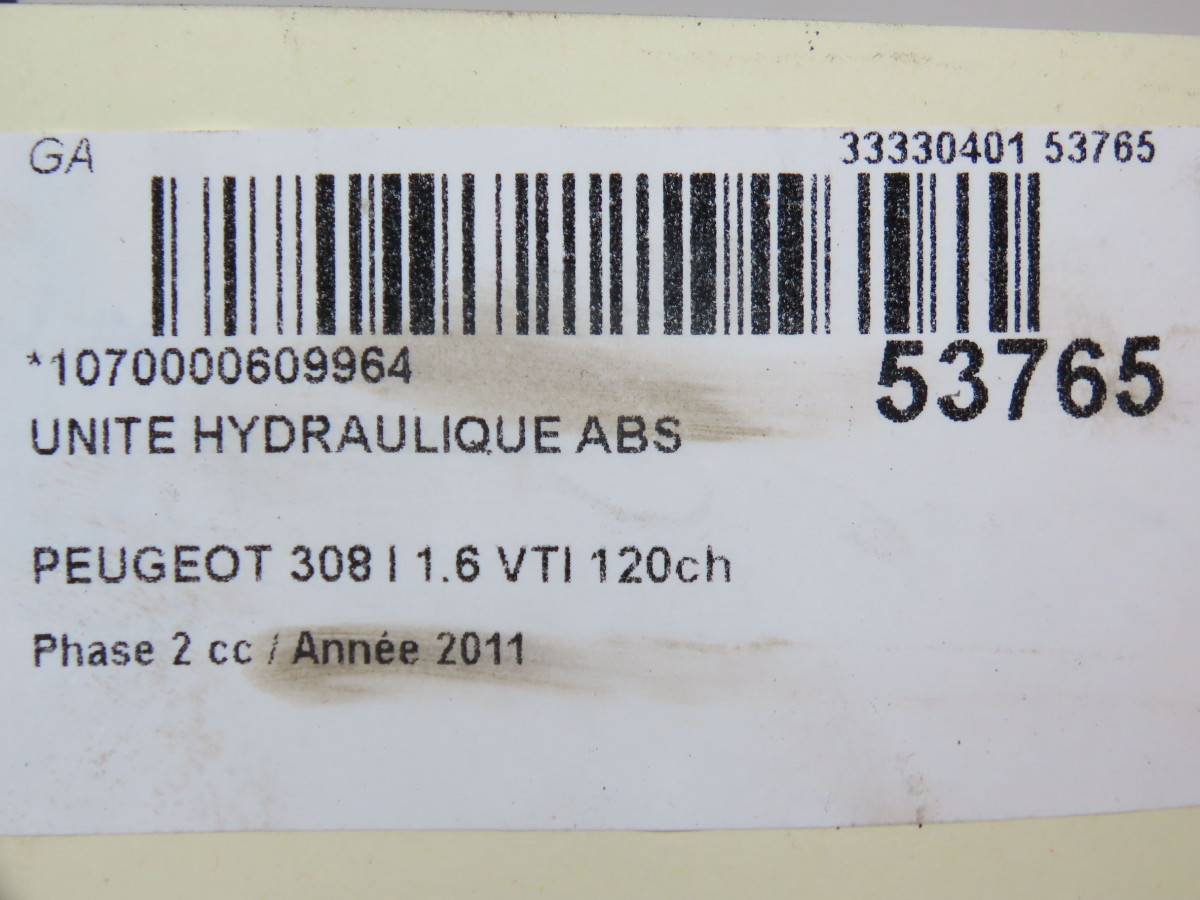 GA
33330401 53765
*1070000609964
53765
UNITE HYDRAULIQUE ABS
PEUGEOT 308 I 1.6 VTI 120ch
Phase 2 cc / Année 2011